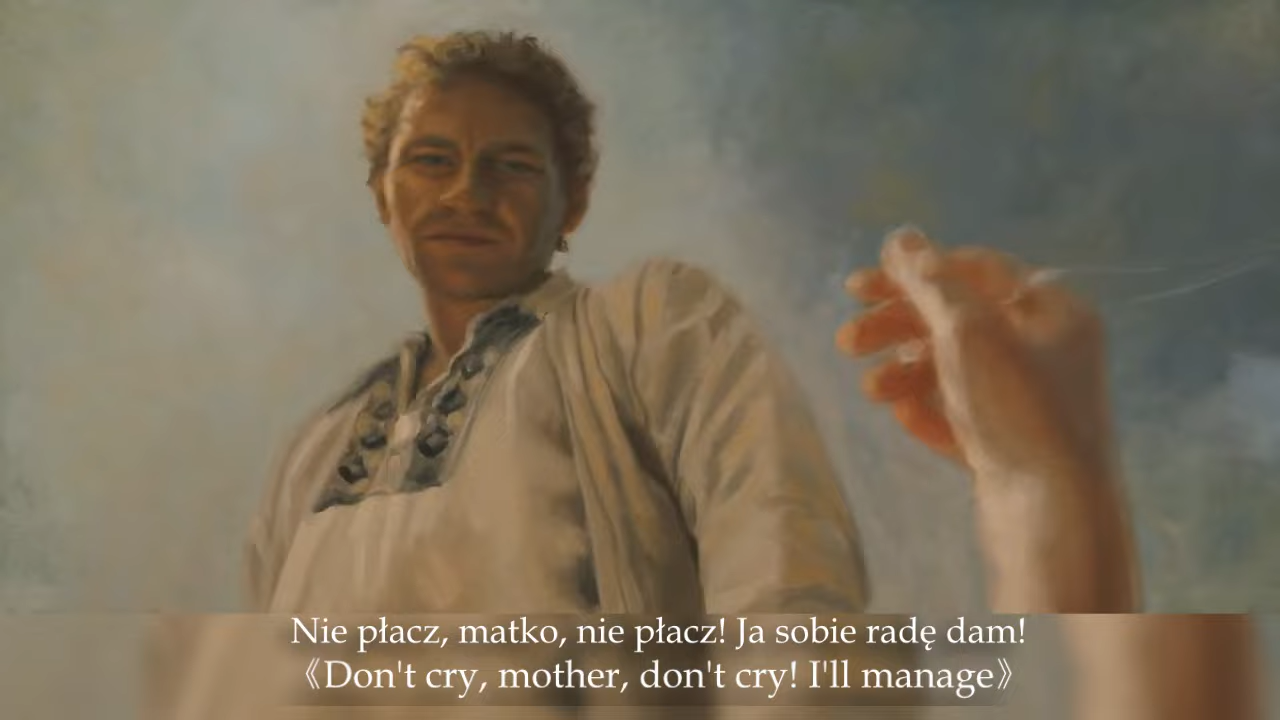 Nie płacz, matko, nie płacz! Ja sobie radę dam!
《Don't cry, mother, don't cry! I'll manage》